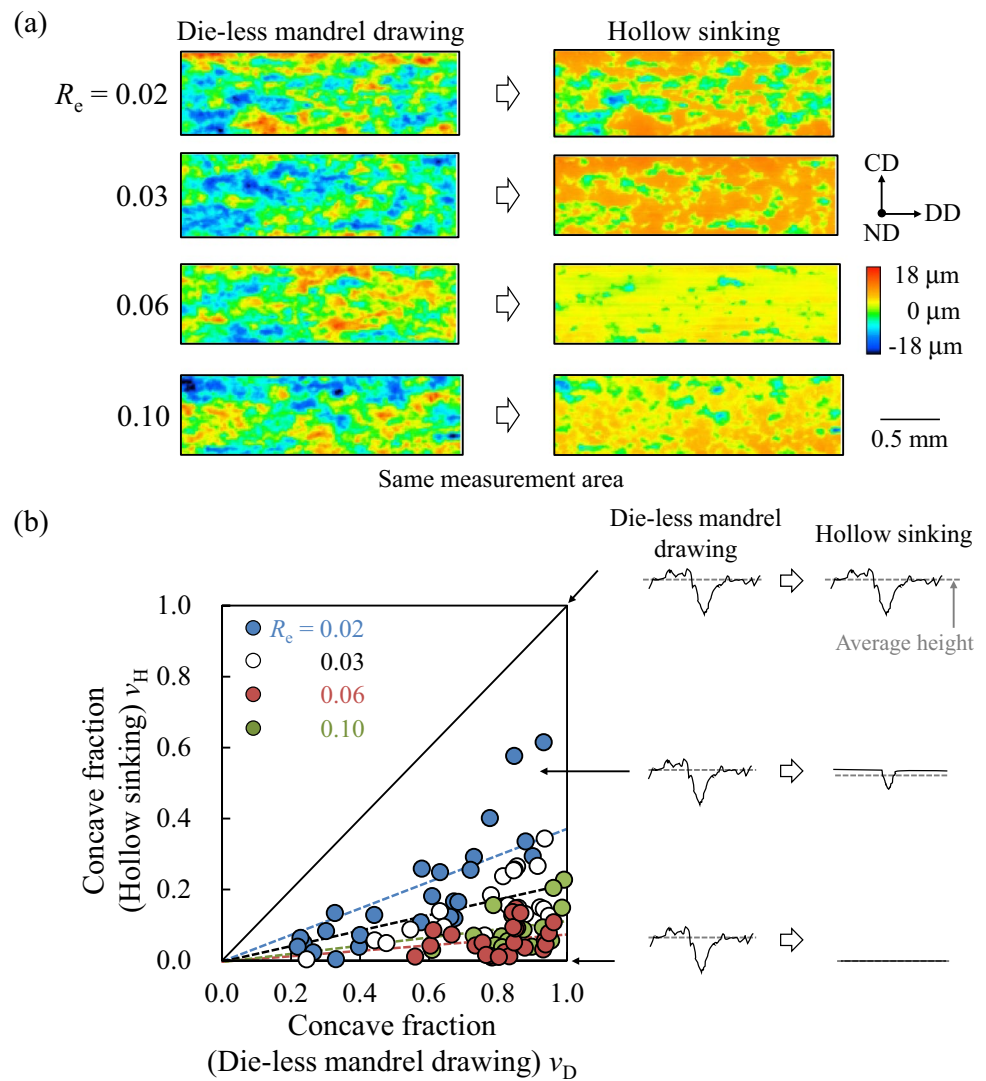 (a)
Die-less mandrel drawing
Hollow sinking
Re = 0.02
0.03
CD
DD
ND
0.06
18 μm
0 μm
-18 μm
0.10
0.5 mm
Same measurement area
(b)
Die-less mandrel
drawing
Hollow sinking
Average height
1.0
0.8
0.6
0.4
0.2
0.0
Re = 0.02
0.03
0.06
0.10
Concave fraction
(Hollow sinking) vH
0.0 0.2 0.4 0.6 0.8 1.0
Concave fraction
(Die-less mandrel drawing) vD